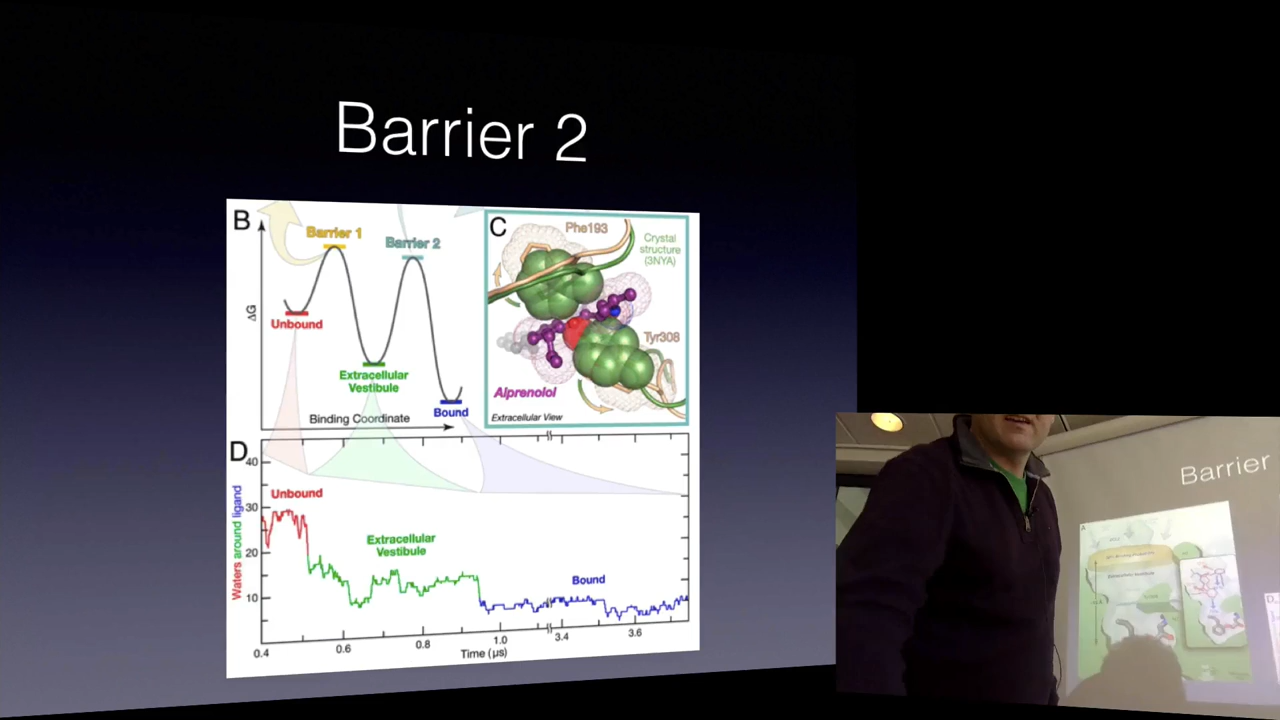 Barrier 2
B
Barrier 1
Barrier 2
ΔG
Unbound
Extracellular
Vestibule
Bound
Binding Coordinate
C
Phe193
Crystal
structure
(3NYA)
Tyr308
Alprenolol
Extracellular View
D
40
30
20
10
Waters around ligand
Unbound
Extracellular
Vestibule
Bound
0.4
0.6
0.8
1.0
3.4
3.6
Time (µs)
Barrier
A
Extracellular Vestibule
D